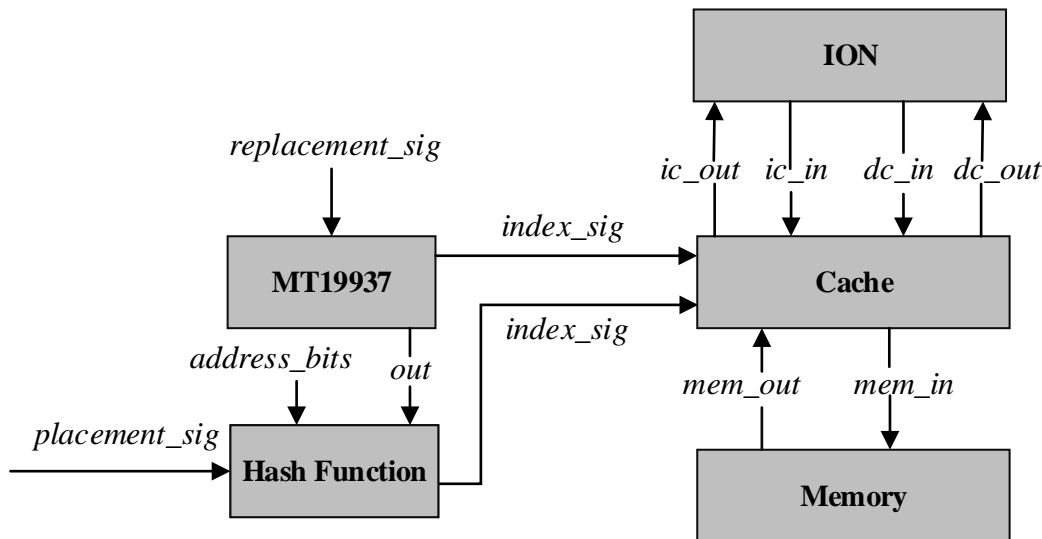 ION
replacement_sig
ic_out
ic_in
dc_in
dc_out
index_sig
MT19937
Cache
index_sig
address_bits
out
mem_out
mem_in
placement_sig
Hash Function
Memory